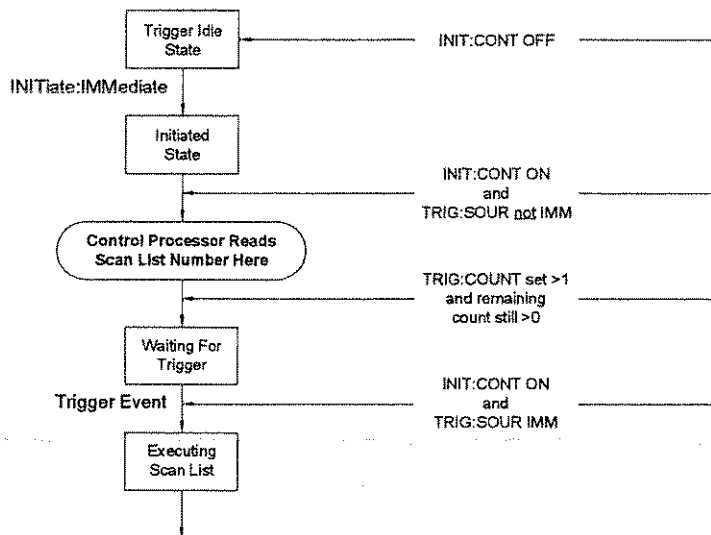 Trigger Idle
State
INIT:CONT OFF
INITiate:IMMediate
Initiated
State
INIT:CONT ON
and
TRIG:SOUR not IMM
Control Processor Reads
Scan List Number Here
TRIG:COUNT set >1
and remaining
count still >0
Waiting For
Trigger
Trigger Event
INIT:CONT ON
and
TRIG:SOUR IMM
Executing
Scan List